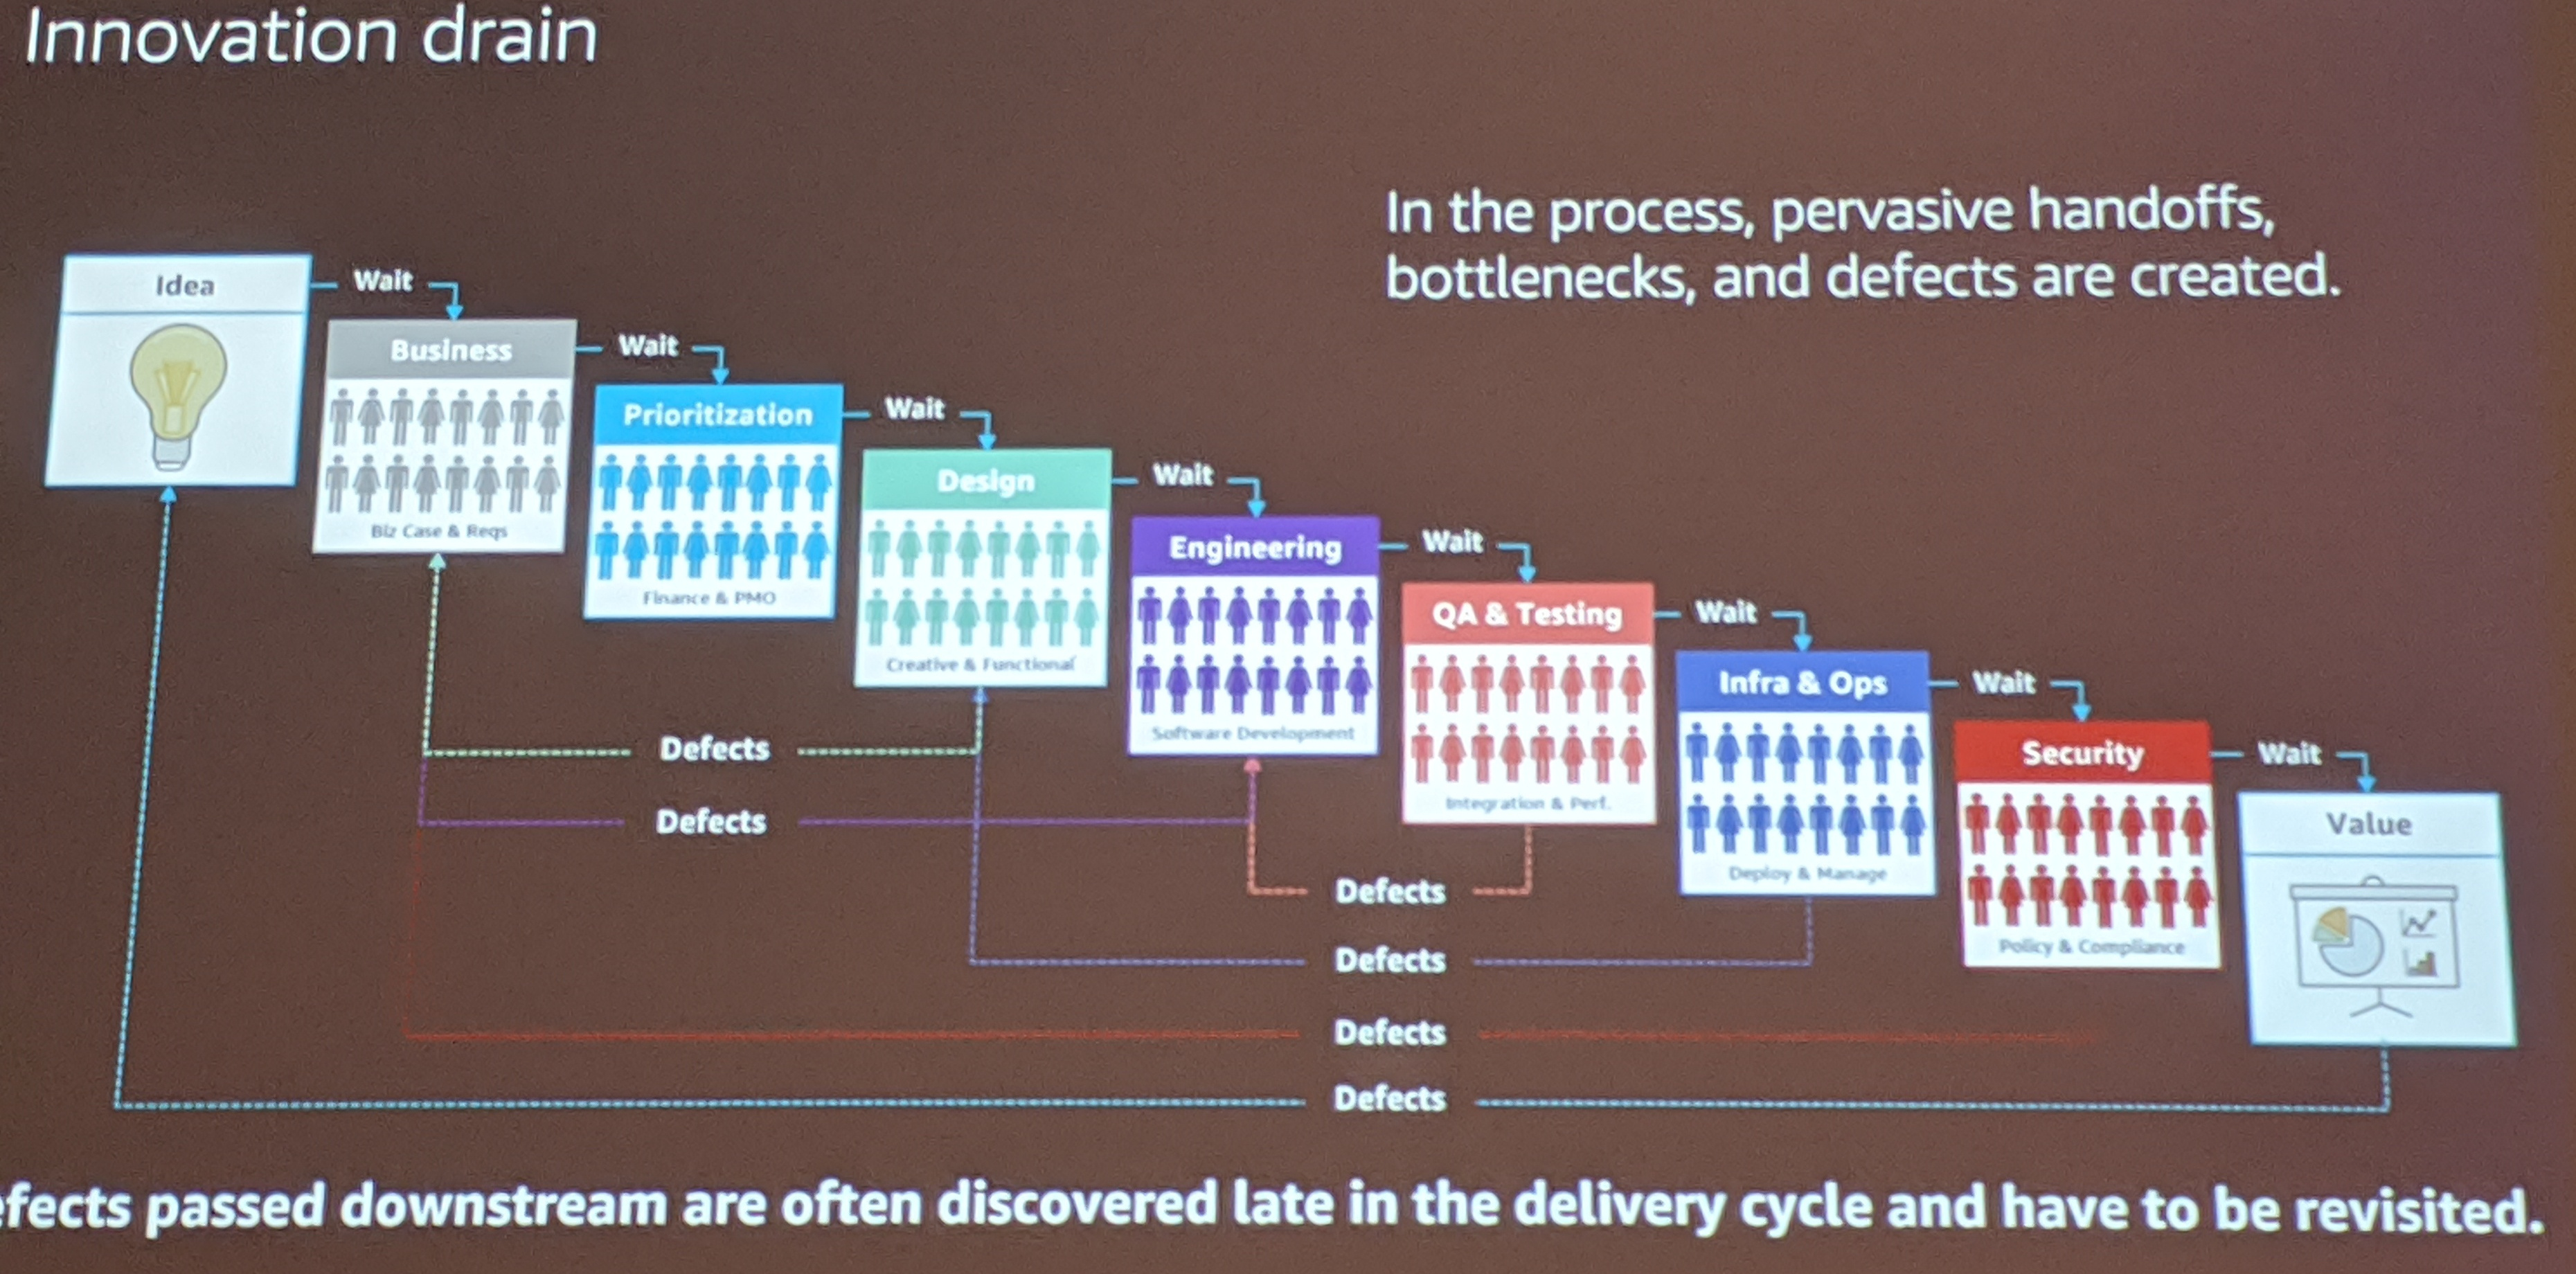 Innovation drain
In the process, pervasive handoffs,
bottlenecks, and defects are created.
Idea
Wait
Business
Biz Case & Reqs
Wait
Prioritization
Finance & PMO
Wait
Design
Creative & Functional
Wait
Engineering
Software Development
Wait
QA & Testing
Integration & Perf.
Wait
Infra & Ops
Deploy & Manage
Wait
Security
Policy & Compliance
Wait
Value
Defects
Defects
Defects
Defects
Defects
Defects
efects passed downstream are often discovered late in the delivery cycle and have to be revisited.